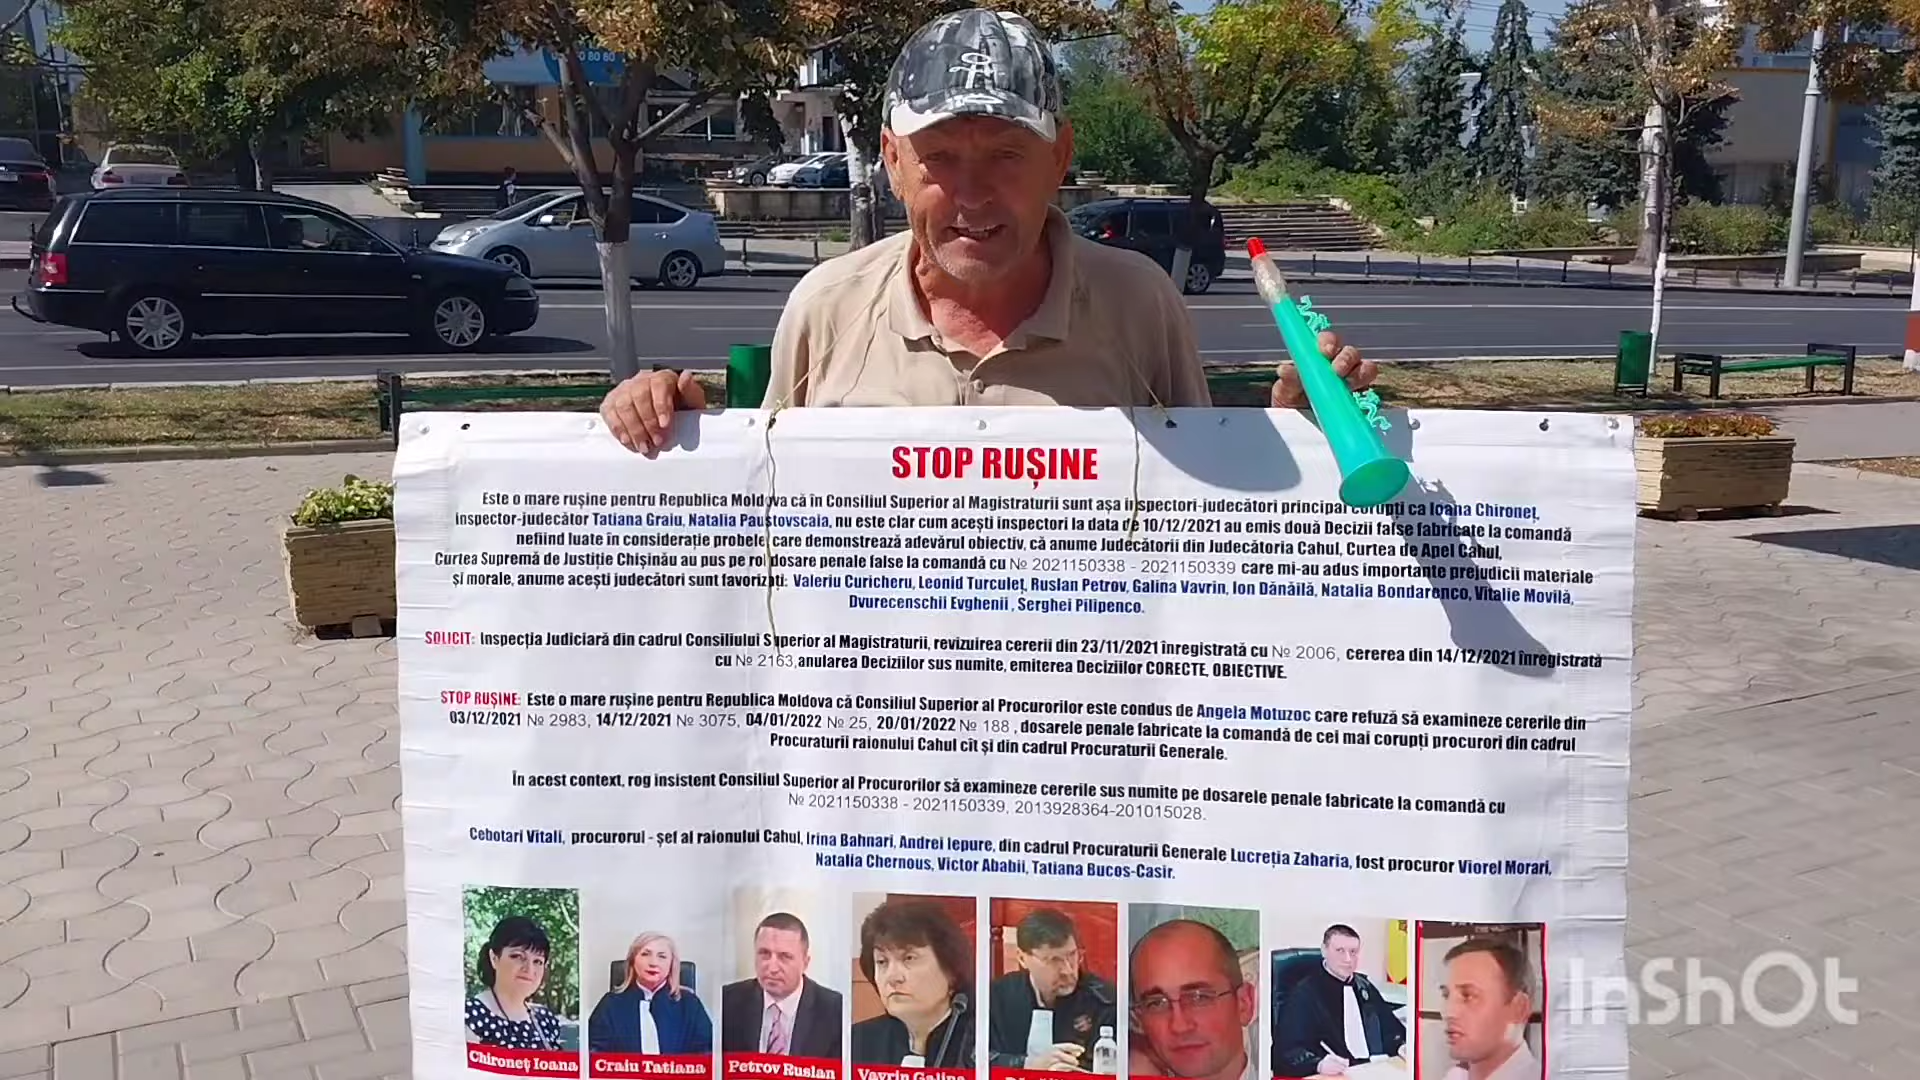 80 80 80
STOP RUȘINE
Este o mare rușine pentru Republica Moldova că în Consiliul Superior al Magistraturii sunt așa inspectori-judecători principal corupți ca Ioana Chironeț,
inspector-judecător Tatiana Graiu, Natalia Paustovscaia, nu este clar cum acești inspectori la data de 10/12/2021 au emis două Decizii false fabricate la comandă
nefiind luate în considerație probele care demonstrează adevărul obiectiv, că anume Judecătorii din Judecătoria Cahul, Curtea de Apel Cahul,
Curtea Supremă de Justiție Chișinău au pus pe rol dosare penale false la comandă cu № 2021150338 - 2021150339 care mi-au adus importante prejudicii materiale
și morale, anume acești judecători sunt favorizați: Valeriu Curicheru, Leonid Turculeț, Ruslan Petrov, Galina Vavrin, Ion Dănăilă, Natalia Bondarenco, Vitalie Movilă,
Dvurecenschii Evghenii , Serghei Pilipenco.
SOLICIT: Inspecția Judiciară din cadrul Consiliului Superior al Magistraturii, revizuirea cererii din 23/11/2021 înregistrată cu № 2006, cererea din 14/12/2021 înregistrată
cu № 2163,anularea Deciziilor sus numite, emiterea Deciziilor CORECTE, OBIECTIVE.
STOP RUȘINE: Este o mare rușine pentru Republica Moldova că Consiliul Superior al Procurorilor este condus de Angela Motuzoc care refuză să examineze cererile din
03/12/2021 № 2983, 14/12/2021 № 3075, 04/01/2022 № 25, 20/01/2022 № 188 , dosarele penale fabricate la comandă de cei mai corupți procurori din cadrul
Procuraturii raionului Cahul cît și din cadrul Procuraturii Generale.
În acest context, rog insistent Consiliul Superior al Procurorilor să examineze cererile sus numite pe dosarele penale fabricate la comandă cu
№ 2021150338 - 2021150339, 2013928364-201015028.
Cebotari Vitali, procurorul - șef al raionului Cahul, Irina Bahnari, Andrei Iepure, din cadrul Procuraturii Generale Lucreția Zaharia, fost procuror Viorel Morari,
Natalia Chernous, Victor Ababii, Tatiana Bucos-Casir.
Chironeț Ioana
Craiu Tatiana
Petrov Ruslan
Vavrin Galina
InShOt